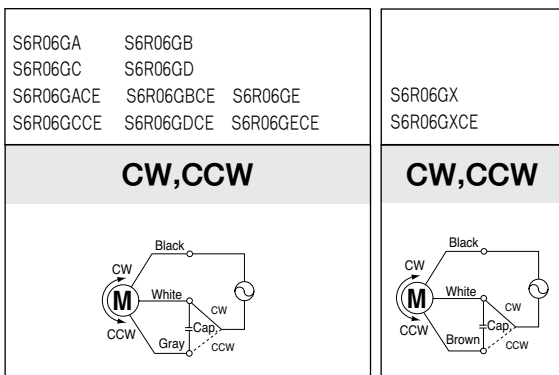 S6R06GA S6R06GB
S6R06GC S6R06GD
S6R06GACE S6R06GBCE S6R06GE
S6R06GCCE S6R06GDCE S6R06GECE
CW,CCW
Black
CW
M
White
CW
Cap.
CCW
Gray
CCW
S6R06GX
S6R06GXCE
CW,CCW
Black
CW
M
White
CW
Cap.
CCW
Brown
CCW